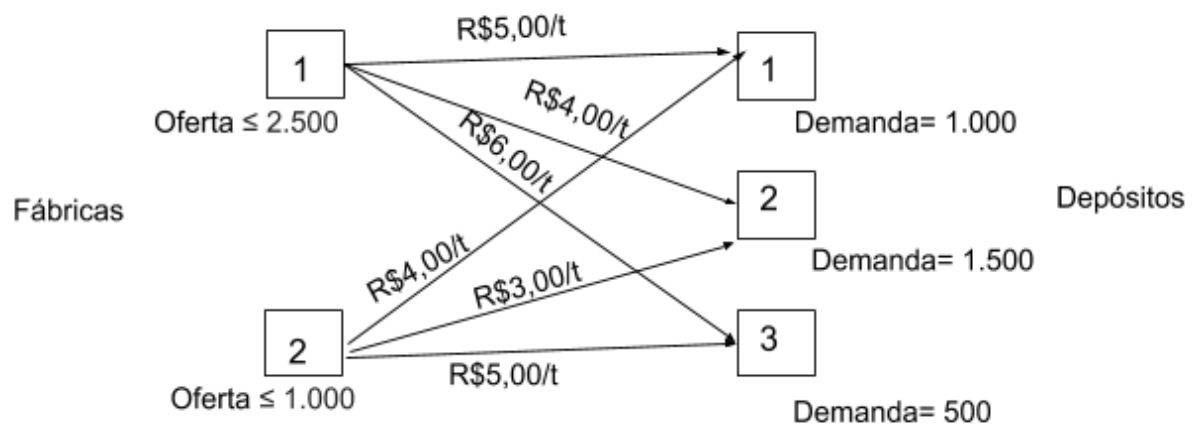 R$5,00/t
1
1
Oferta ≤ 2.500
R$4,00/t
Demanda= 1.000
R$6,00/t
Fábricas
2
Depósitos
R$4,00/t
R$3,00/t
Demanda= 1.500
2
3
R$5,00/t
Oferta ≤ 1.000
Demanda= 500